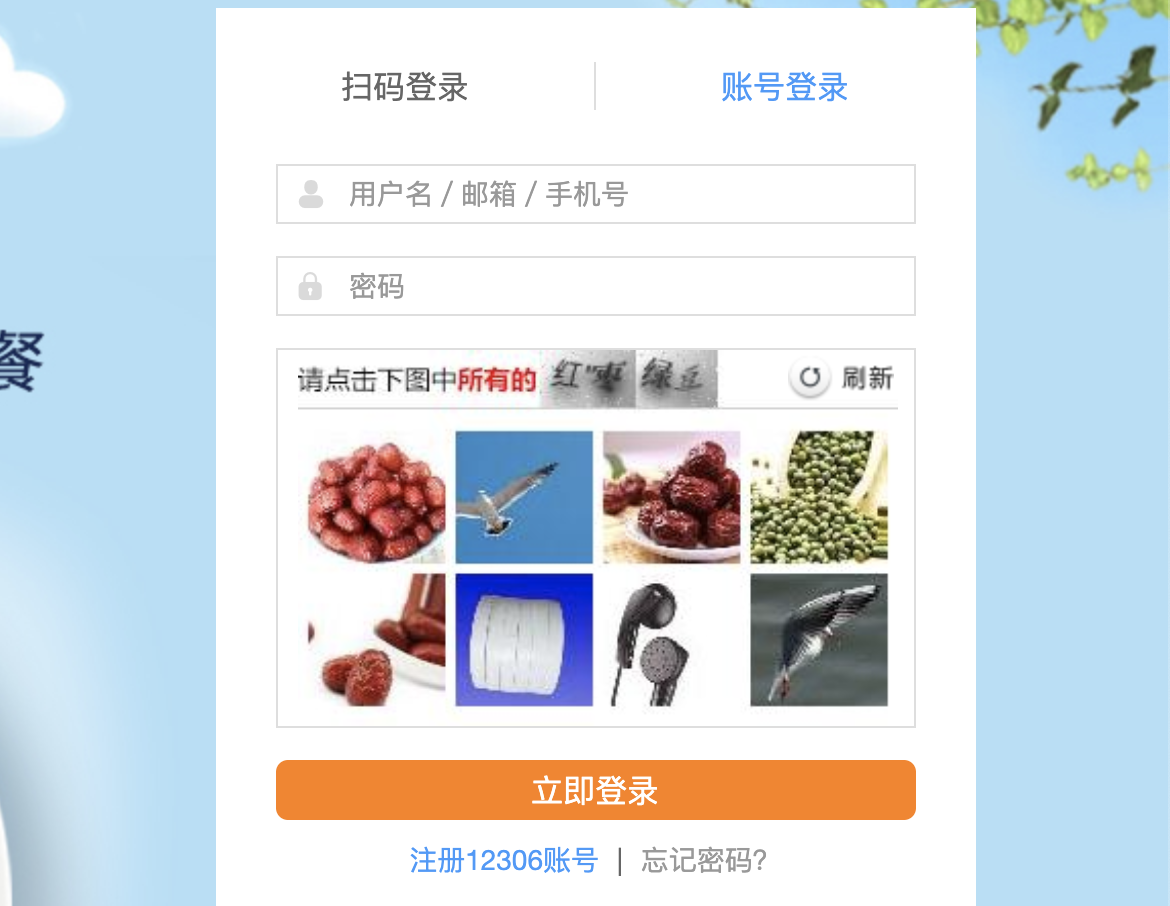 扫码登录
账号登录
用户名 / 邮箱 / 手机号
密码
餐
请点击下图中所有的 红枣 绿豆
刷新
立即登录
注册12306账号 | 忘记密码?